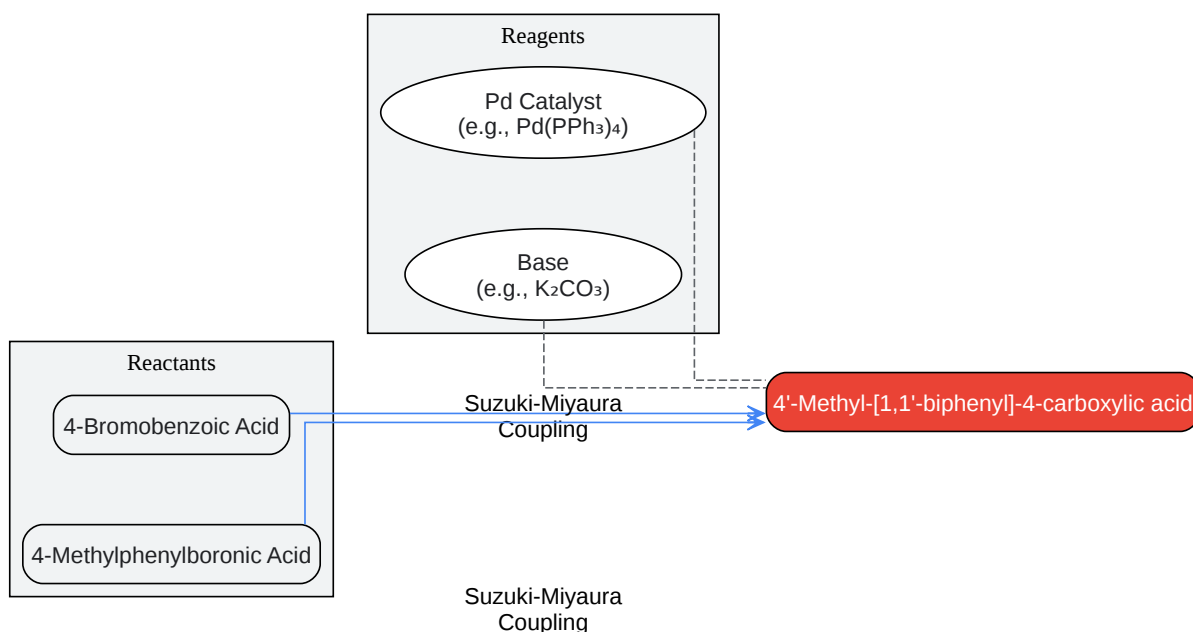 Reagents
Pd Catalyst
(e.g., Pd(PPh₃)₄)
Base
(e.g., K₂CO₃)
Reactants
4-Bromobenzoic Acid
4-Methylphenylboronic Acid
Suzuki-Miyaura
Coupling
4'-Methyl-[1,1'-biphenyl]-4-carboxylic acid
Suzuki-Miyaura
Coupling